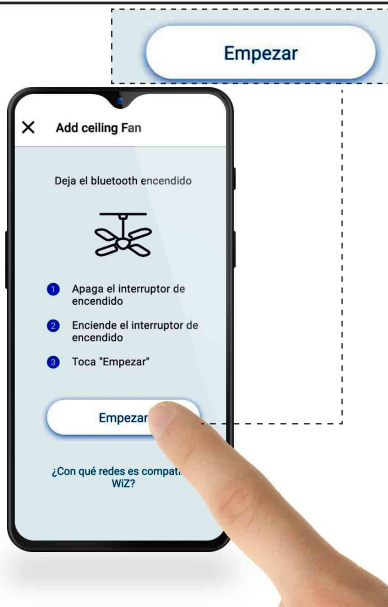 Empezar
Add ceiling Fan
Deja el bluetooth encendido
1 Apaga el interruptor de
encendido
2 Enciende el interruptor de
encendido
3 Toca "Empezar"
Empezar
¿Con qué redes es
WiZ?